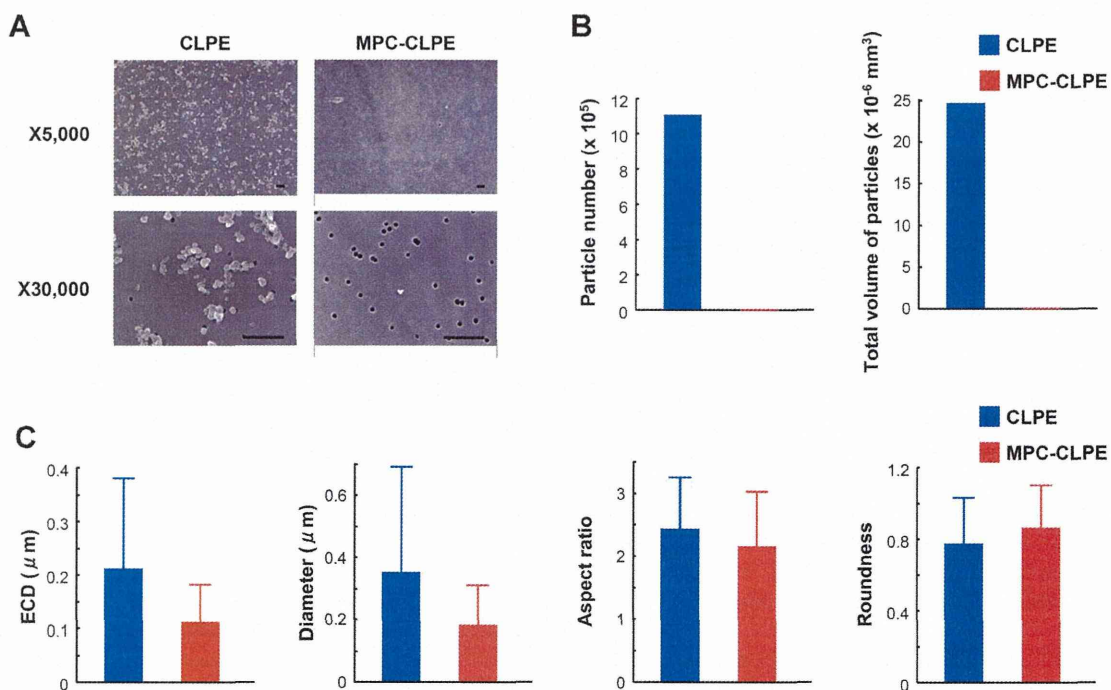 A
CLPE
MPC-CLPE
X5,000
X30,000
B
CLPE
MPC-CLPE
Particle number (x 10⁵)
12
10
8
6
4
2
0
Total volume of particles (x 10⁻⁶ mm³)
25
20
15
10
5
0
C
CLPE
MPC-CLPE
ECD (μm)
0.4
0.3
0.2
0.1
0
Diameter (μm)
0.6
0.4
0.2
0
Aspect ratio
3
2
1
0
Roundness
1.2
0.8
0.4
0